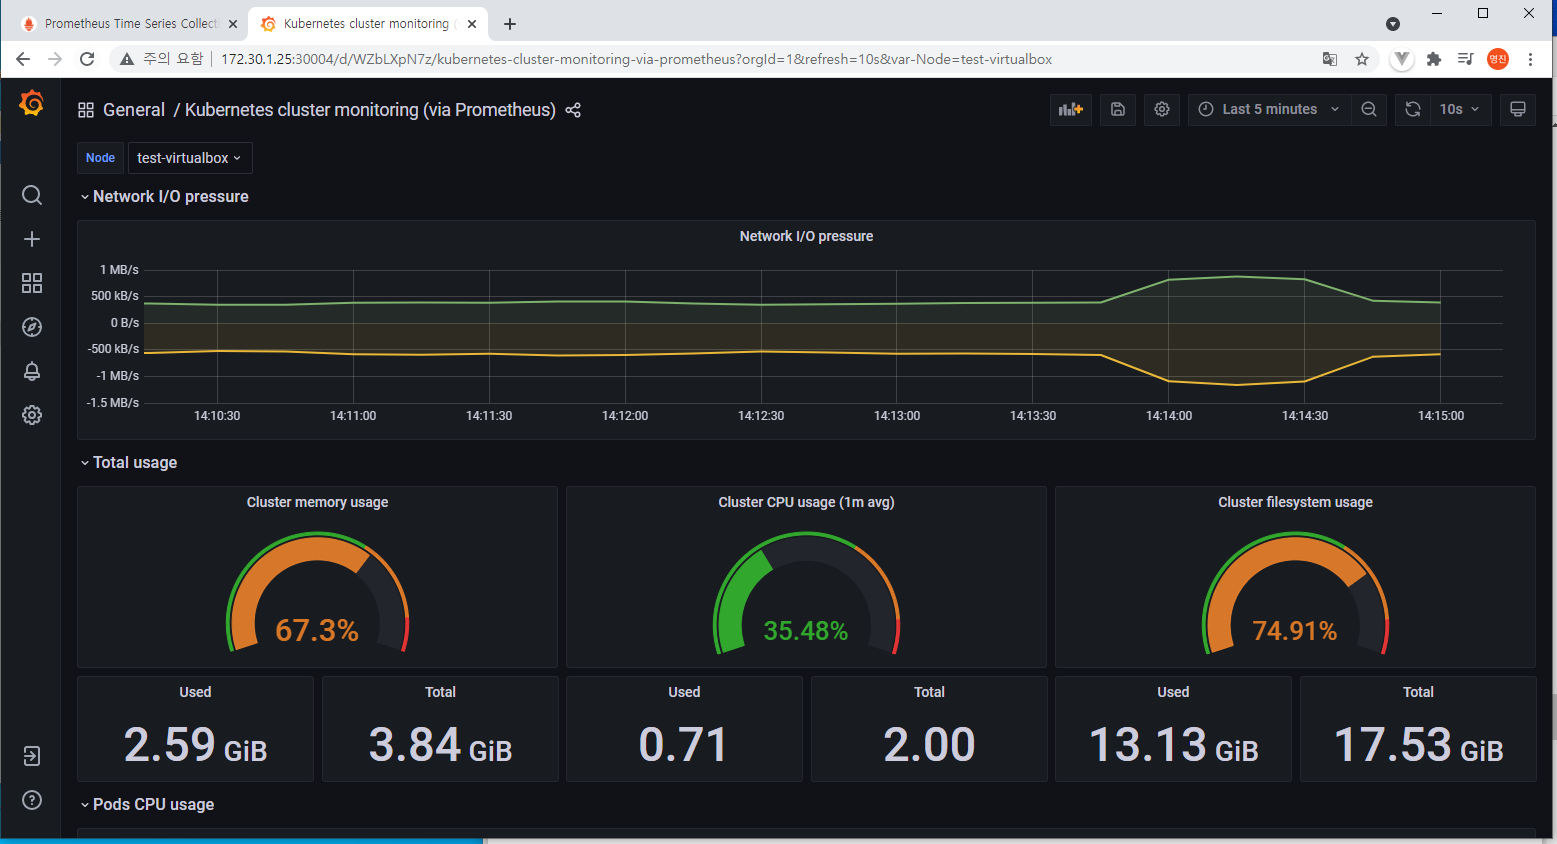 Prometheus Time Series Collecti
Kubernetes cluster monitoring (
주의 요함 172.30.1.25:30004/d/WZbLXpN7z/kubernetes-cluster-monitoring-via-prometheus?orgId=1&refresh=10s&var-Node=test-virtualbox
명진
General / Kubernetes cluster monitoring (via Prometheus)
Last 5 minutes
10s
Node test-virtualbox
Network I/O pressure
Network I/O pressure
1 MB/s
500 kB/s
0 B/s
-500 kB/s
-1 MB/s
-1.5 MB/s
14:10:30 14:11:00 14:11:30 14:12:00 14:12:30 14:13:00 14:13:30 14:14:00 14:14:30 14:15:00
Total usage
Cluster memory usage Cluster CPU usage (1m avg) Cluster filesystem usage
67.3% 35.48% 74.91%
Used Total Used Total Used Total
2.59 GiB 3.84 GiB 0.71 2.00 13.13 GiB 17.53 GiB
Pods CPU usage